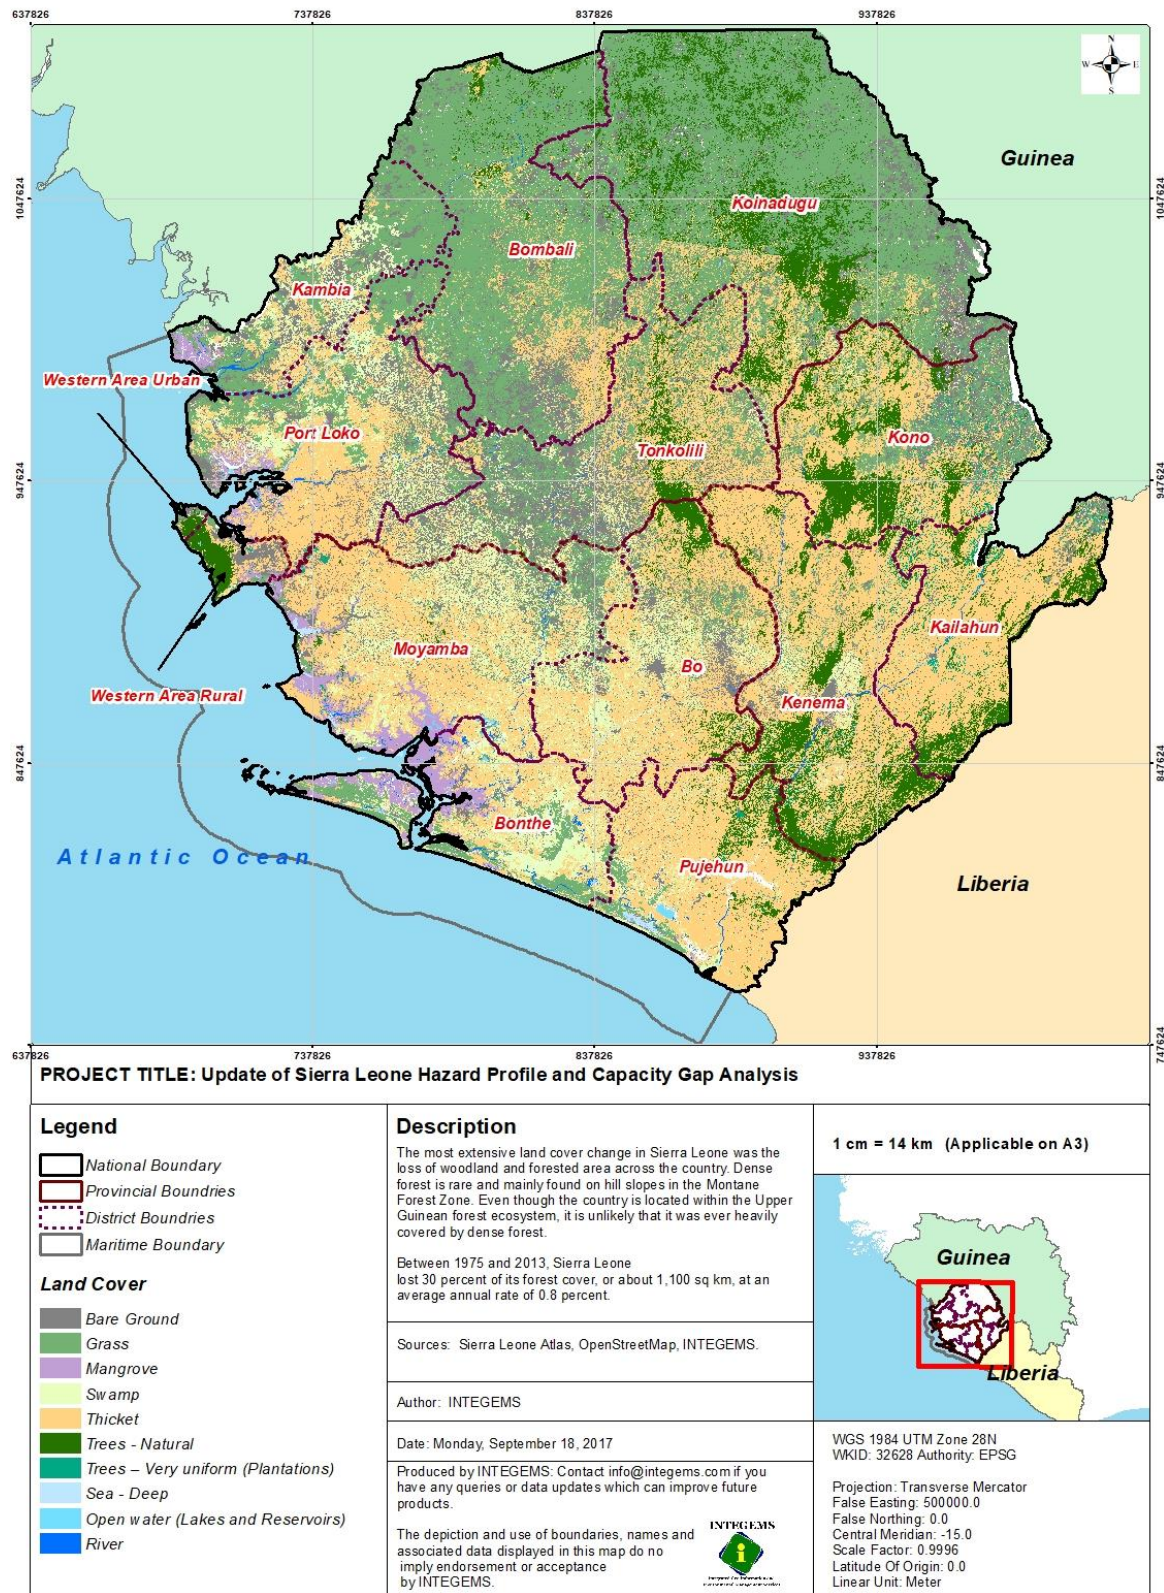 637826
737826
837826
937826
N
W
E
S
Guinea
1047624
1047624
Koinadugu
Bombali
Kambia
Western Area Urban
Port Loko
Kono
Tonkolili
947624
947624
Kailahun
Moyamba
Bo
Western Area Rural
Kenema
847624
847624
Bonthe
Atlantic Ocean
Pujehun
Liberia
747624
637826
737826
837826
937826
PROJECT TITLE: Update of Sierra Leone Hazard Profile and Capacity Gap Analysis
Legend
National Boundary
Provincial Boundries
District Boundries
Maritime Boundary
Land Cover
Bare Ground
Grass
Mangrove
Swamp
Thicket
Trees - Natural
Trees – Very uniform (Plantations)
Sea - Deep
Open water (Lakes and Reservoirs)
River
Description
The most extensive land cover change in Sierra Leone was the
loss of woodland and forested area across the country. Dense
forest is rare and mainly found on hill slopes in the Montane
Forest Zone. Even though the country is located within the Upper
Guinean forest ecosystem, it is unlikely that it was ever heavily
covered by dense forest.
Between 1975 and 2013, Sierra Leone
lost 30 percent of its forest cover, or about 1,100 sq km, at an
average annual rate of 0.8 percent.
Sources: Sierra Leone Atlas, OpenStreetMap, INTEGEMS.
Author: INTEGEMS
Date: Monday, September 18, 2017
Produced by INTEGEMS: Contact info@integems.com if you
have any queries or data updates which can improve future
products.
The depiction and use of boundaries, names and
associated data displayed in this map do no
imply endorsement or acceptance
by INTEGEMS.
INTEGEMS
i
1 cm = 14 km (Applicable on A3)
Guinea
Liberia
WGS 1984 UTM Zone 28N
WKID: 32628 Authority: EPSG
Projection: Transverse Mercator
False Easting: 500000.0
False Northing: 0.0
Central Meridian: -15.0
Scale Factor: 0.9996
Latitude Of Origin: 0.0
Linear Unit: Meter